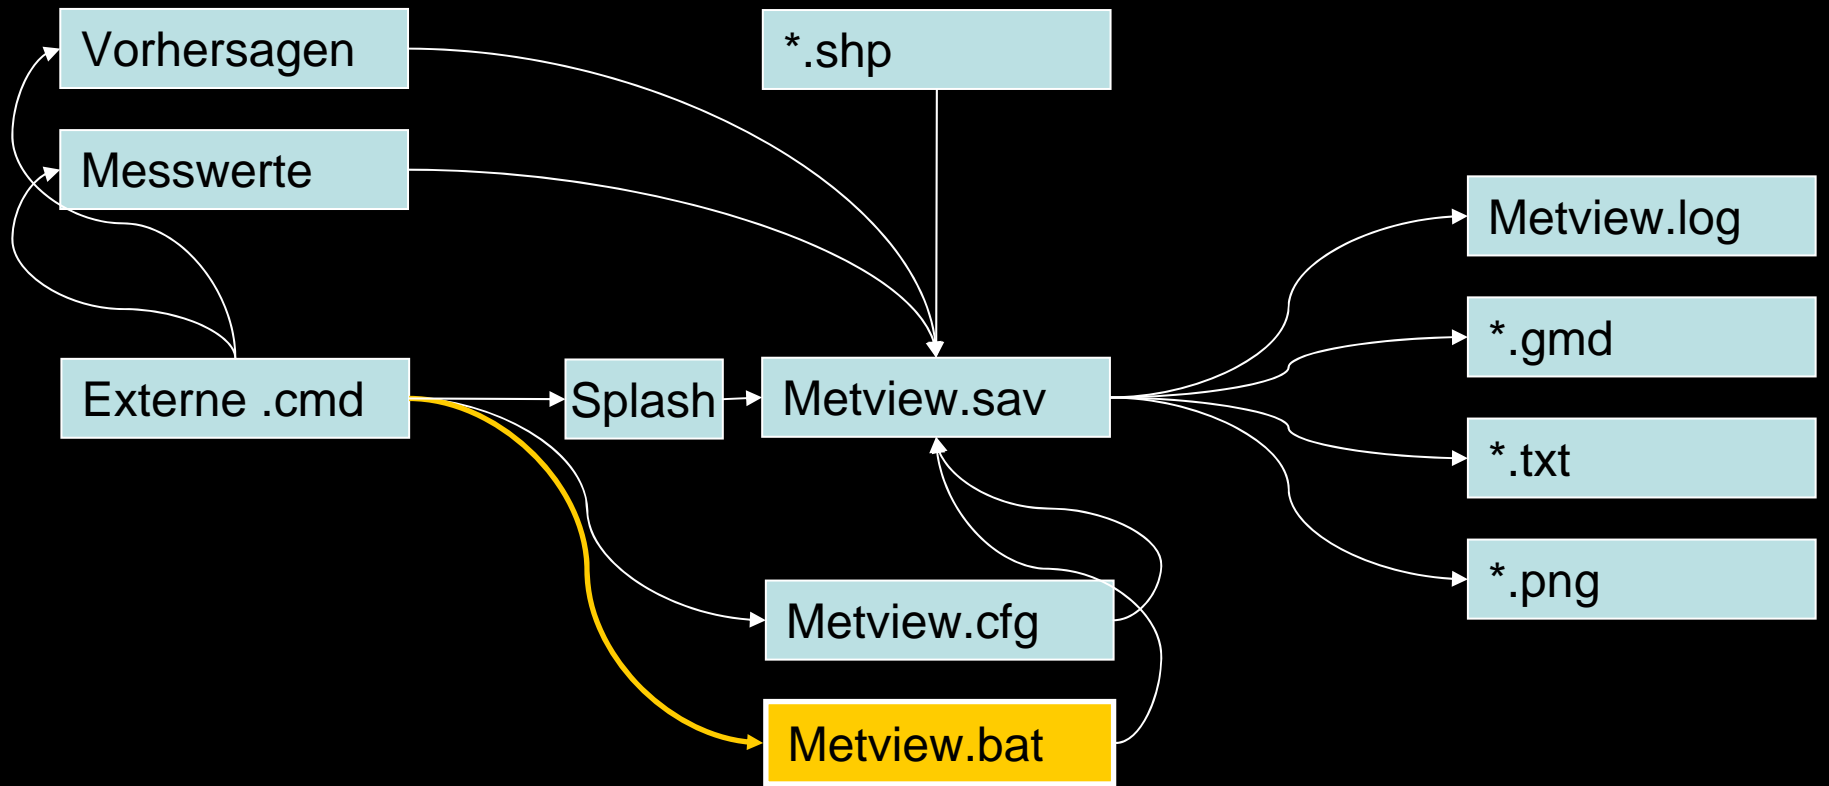 Vorhersagen
*.shp
Messwerte
Metview.log
*.gmd
Externe .cmd
Splash
Metview.sav
*.txt
*.png
Metview.cfg
Metview.bat